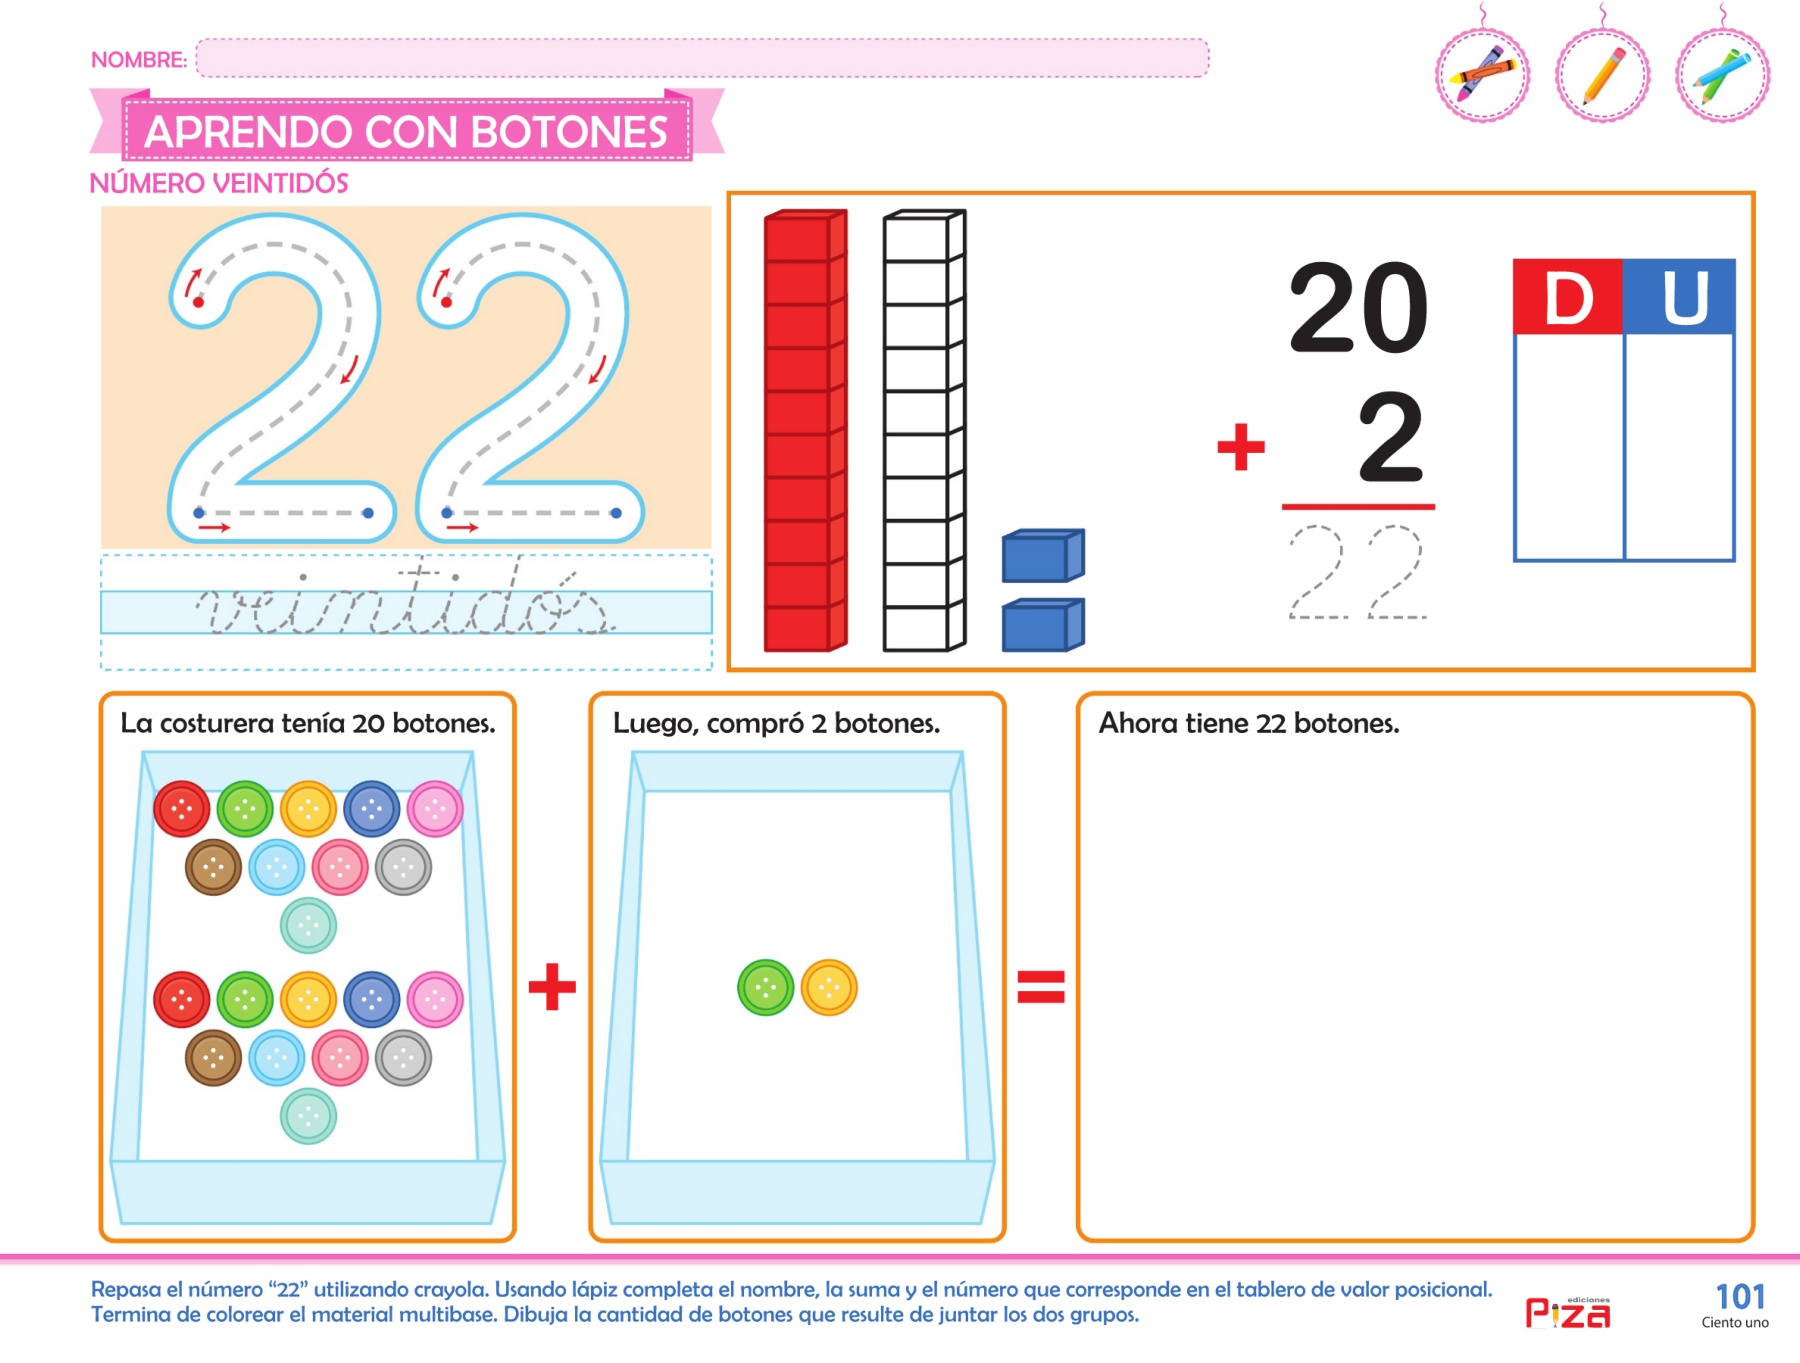 NOMBRE:
APRENDO CON BOTONES
NÚMERO VEINTIDÓS
22
veintidós
20
+ 2
22
D U
La costurera tenía 20 botones.
+
Luego, compró 2 botones.
=
Ahora tiene 22 botones.
Repasa el número “22” utilizando crayola. Usando lápiz completa el nombre, la suma y el número que corresponde en el tablero de valor posicional.
Termina de colorear el material multibase. Dibuja la cantidad de botones que resulte de juntar los dos grupos.
ediciones
Piza
101
Ciento uno